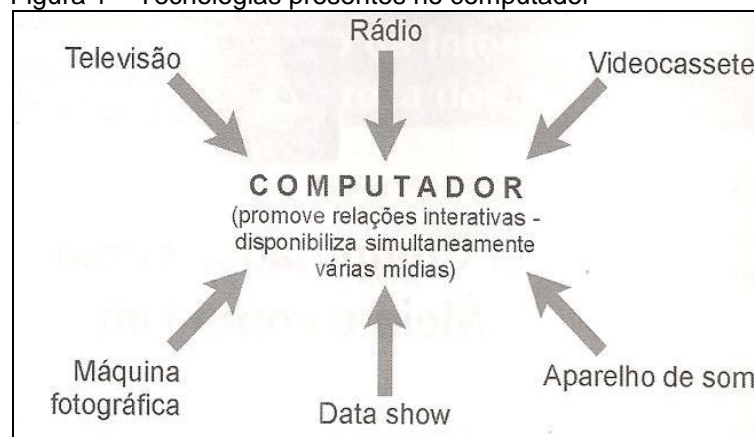 Figura 1 – Tecnologias presentes no computador
Rádio
Televisão
Videocassete
COMPUTADOR
(promove relações interativas -
disponibiliza simultaneamente
várias mídias)
Máquina
fotográfica
Data show
Aparelho de som